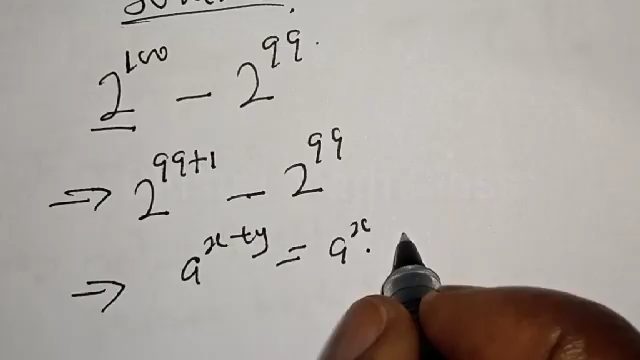 2^100 - 2^99.
⇒ 2^99+1 - 2^99
⇒ a^x+y = a^x.